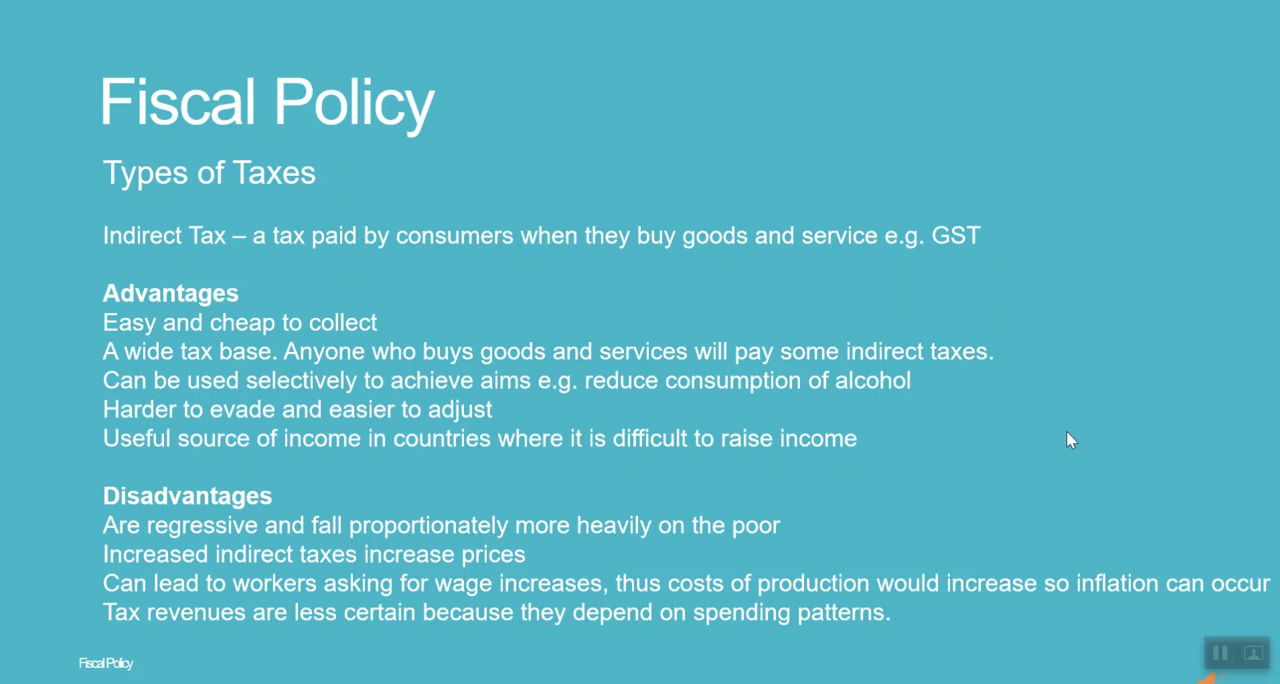 Fiscal Policy
Types of Taxes
Indirect Tax – a tax paid by consumers when they buy goods and service e.g. GST
Advantages
Easy and cheap to collect
A wide tax base. Anyone who buys goods and services will pay some indirect taxes.
Can be used selectively to achieve aims e.g. reduce consumption of alcohol
Harder to evade and easier to adjust
Useful source of income in countries where it is difficult to raise income
Disadvantages
Are regressive and fall proportionately more heavily on the poor
Increased indirect taxes increase prices
Can lead to workers asking for wage increases, thus costs of production would increase so inflation can occur
Tax revenues are less certain because they depend on spending patterns.
Fiscal Policy